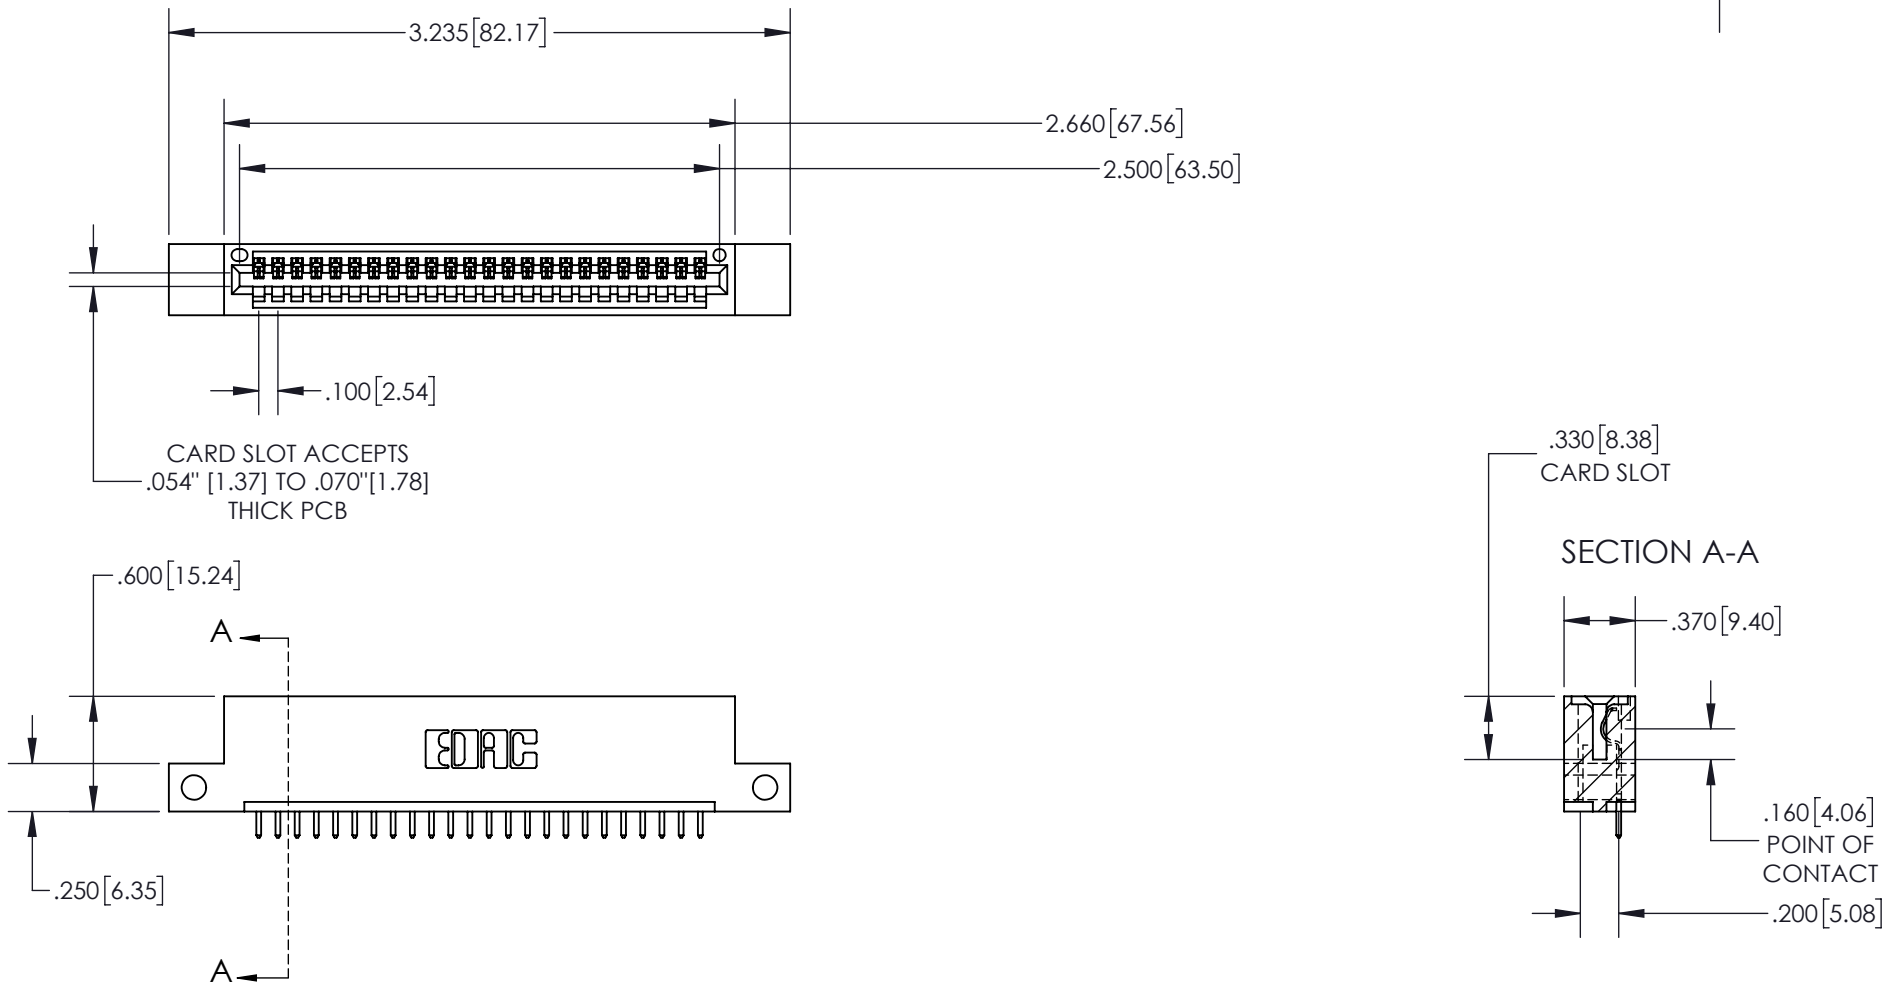 3.235[82.17]
2.660[67.56]
2.500[63.50]
.100[2.54]
CARD SLOT ACCEPTS
.054" [1.37] TO .070"[1.78]
THICK PCB
.330[8.38]
CARD SLOT
SECTION A-A
.600[15.24]
.370[9.40]
A
EDAC
.160[4.06]
POINT OF
CONTACT
.250[6.35]
.200[5.08]
A